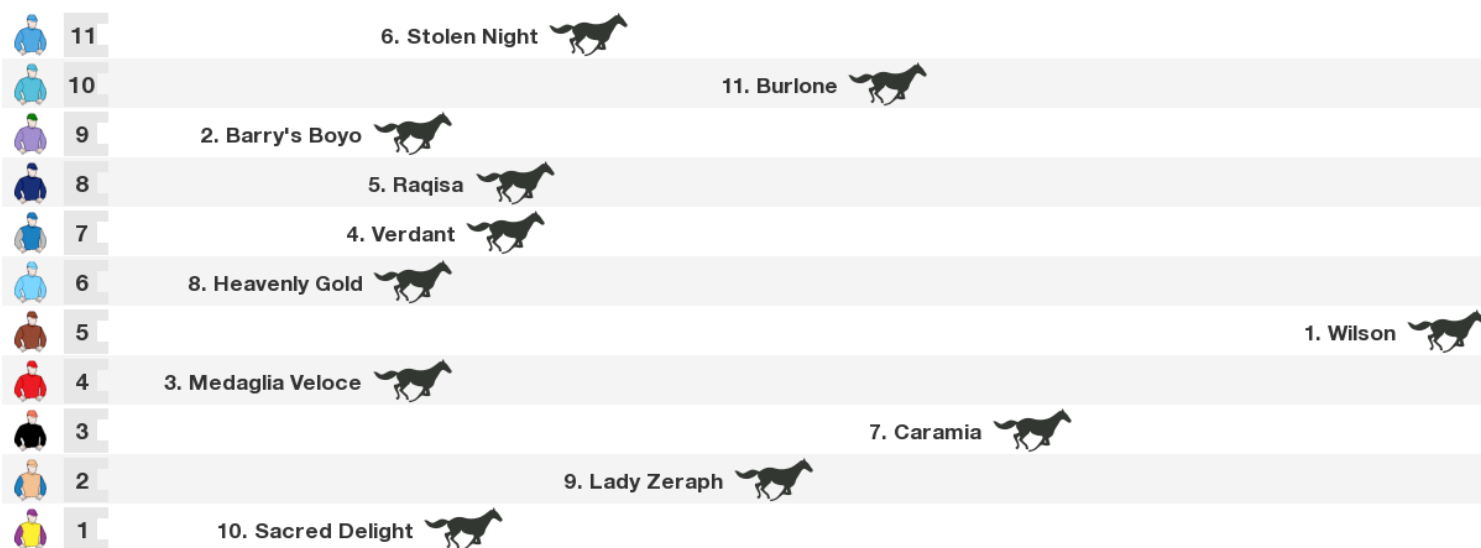 11 6. Stolen Night
10 11. Burlone
9 2. Barry's Boyo
8 5. Raqisa
7 4. Verdant
6 8. Heavenly Gold
5 1. Wilson
4 3. Medaglia Veloce
3 7. Caramia
2 9. Lady Zeraph
1 10. Sacred Delight